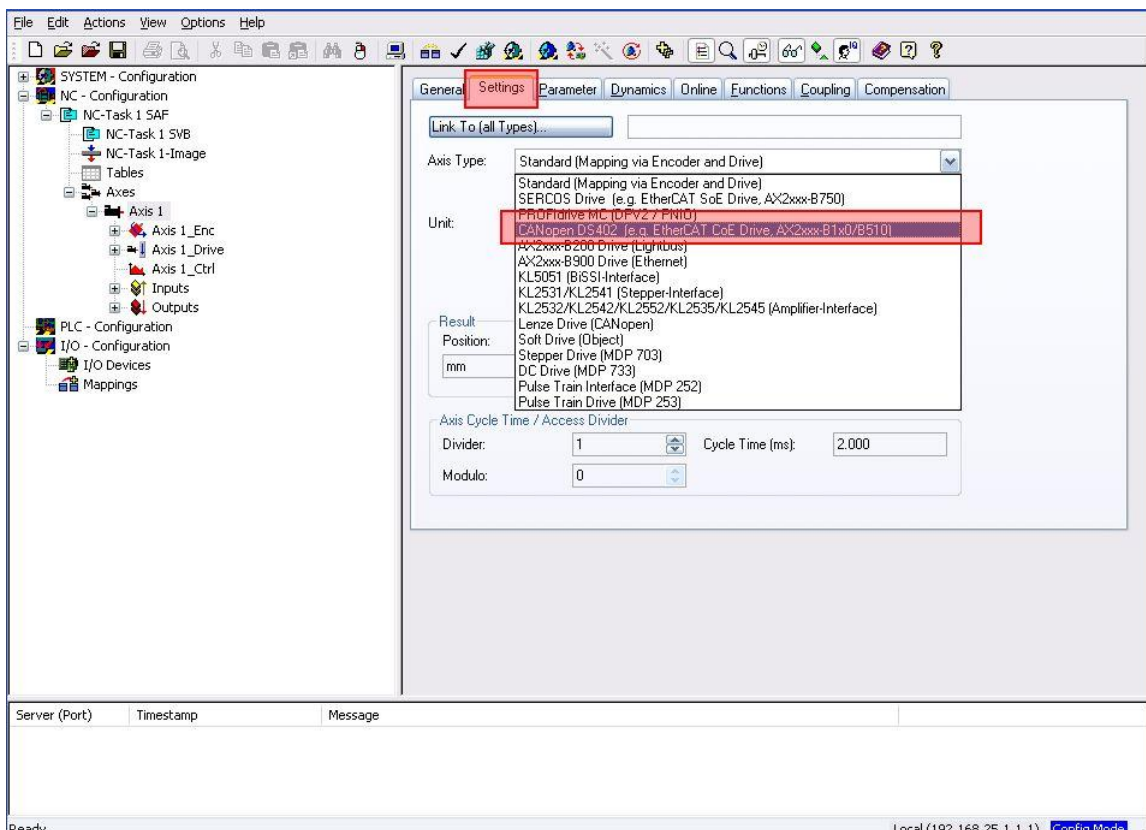 File Edit Actions View Options Help
SYSTEM - Configuration
NC - Configuration
NC-Task 1 SAF
NC-Task 1 SVB
NC-Task 1-Image
Tables
Axes
Axis 1
Axis 1_Enc
Axis 1_Drive
Axis 1_Ctrl
Inputs
Outputs
PLC - Configuration
I/O - Configuration
I/O Devices
Mappings
General Settings Parameter Dynamics Online Functions Coupling Compensation
Link To (all Types)...
Axis Type: Standard (Mapping via Encoder and Drive)
Standard (Mapping via Encoder and Drive)
SERCOS Drive (e.g. EtherCAT SoE Drive, AX2xxx-B750)
PROFIdrive MC (DPV2 / PNIO)
Unit:
CANopen DS402 (e.g. EtherCAT CoE Drive, AX2xxx-B1x0/B510)
AX2xxx-B200 Drive (Lightbus)
AX2xxx-B900 Drive (Ethernet)
KL5051 (BiSSI-Interface)
KL2531/KL2541 (Stepper-Interface)
KL2532/KL2542/KL2552/KL2535/KL2545 (Amplifier-Interface)
Lenze Drive (CANopen)
Soft Drive (Object)
Stepper Drive (MDP 703)
DC Drive (MDP 733)
Pulse Train Interface (MDP 252)
Pulse Train Drive (MDP 253)
Result
Position:
mm
Axis Cycle Time / Access Divider
Divider: 1 Cycle Time (ms): 2.000
Modulo: 0
Server (Port) Timestamp Message
Ready Local (192.168.25.1.1.1) Config Mode